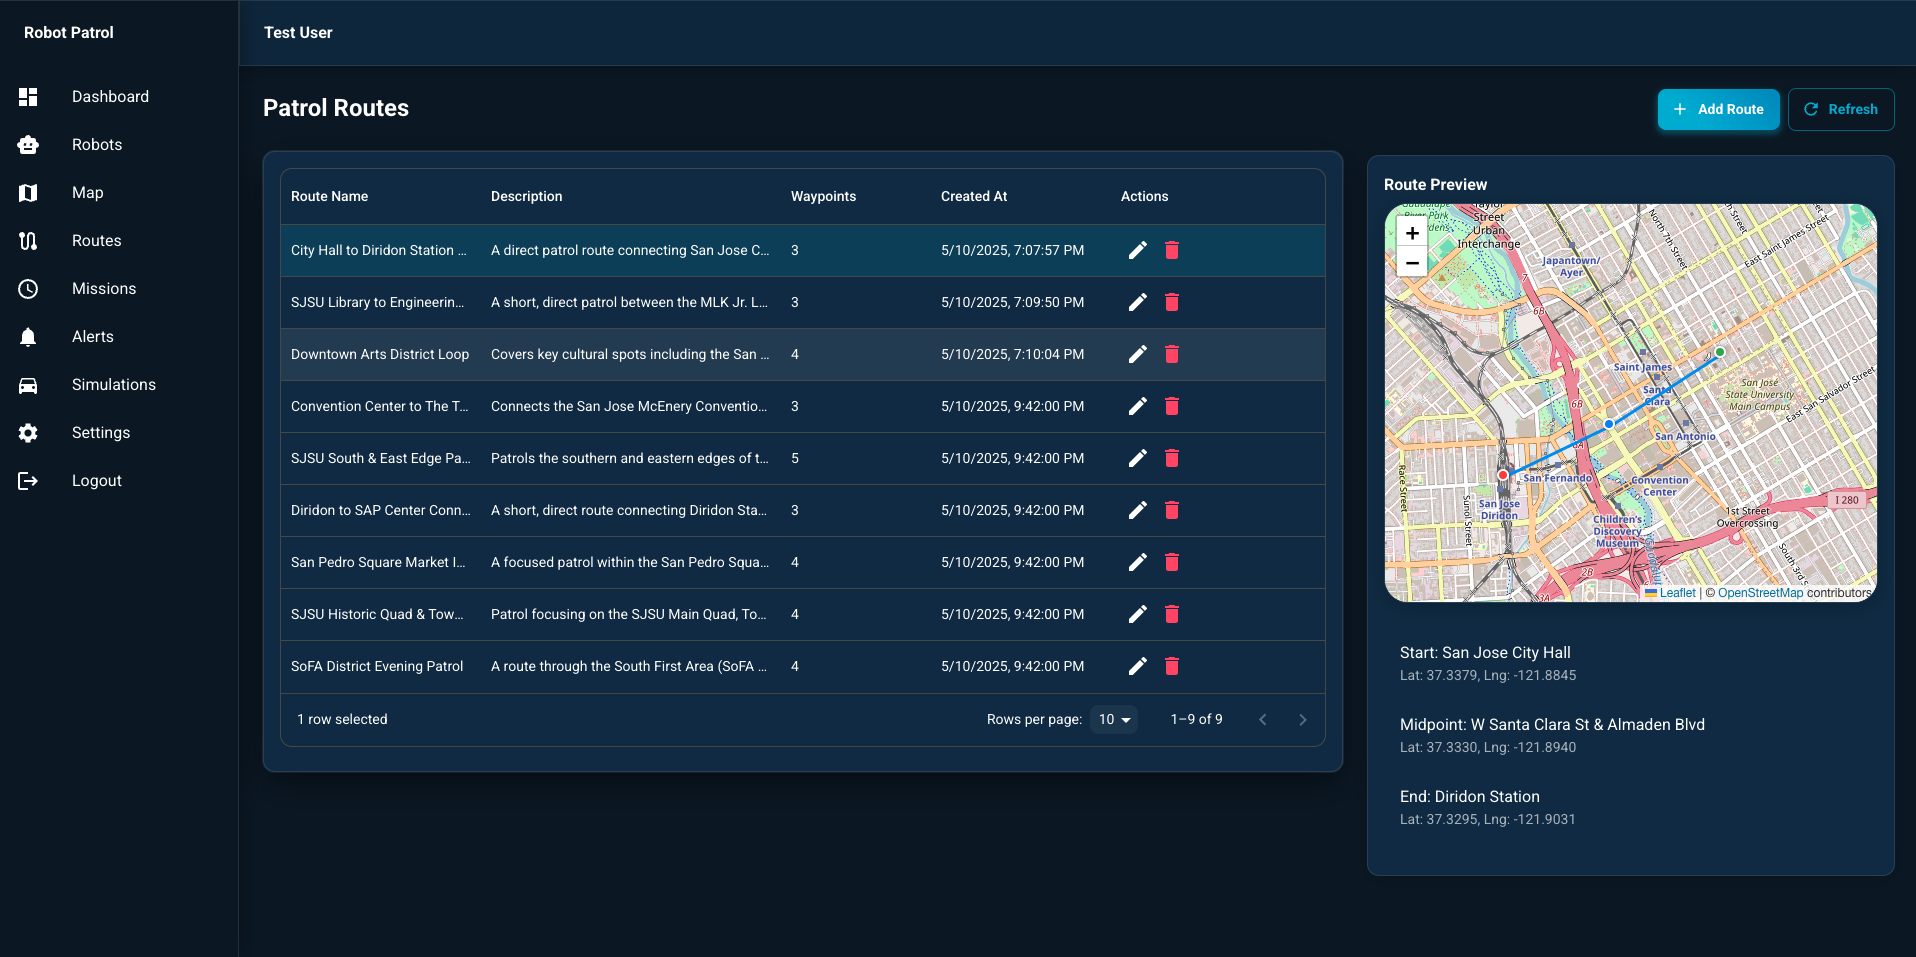 Robot Patrol
Test User
Dashboard
Robots
Map
Routes
Missions
Alerts
Simulations
Settings
Logout
Patrol Routes
Add Route
Refresh
Route Name Description Waypoints Created At Actions
City Hall to Diridon Station ... A direct patrol route connecting San Jose C... 3 5/10/2025, 7:07:57 PM
SJSU Library to Engineerin... A short, direct patrol between the MLK Jr. L... 3 5/10/2025, 7:09:50 PM
Downtown Arts District Loop Covers key cultural spots including the San ... 4 5/10/2025, 7:10:04 PM
Convention Center to The T... Connects the San Jose McEnery Conventio... 3 5/10/2025, 9:42:00 PM
SJSU South & East Edge Pa... Patrols the southern and eastern edges of t... 5 5/10/2025, 9:42:00 PM
Diridon to SAP Center Conn... A short, direct route connecting Diridon Sta... 3 5/10/2025, 9:42:00 PM
San Pedro Square Market I... A focused patrol within the San Pedro Squa... 4 5/10/2025, 9:42:00 PM
SJSU Historic Quad & Tow... Patrol focusing on the SJSU Main Quad, To... 4 5/10/2025, 9:42:00 PM
SoFA District Evening Patrol A route through the South First Area (SoFA ... 4 5/10/2025, 9:42:00 PM
1 row selected Rows per page: 10 1–9 of 9
Route Preview
+
−
River Park
Street
Urban
Interchange
North 7th Street
East Saint James Street
Japantown/
Ayer
7
6B
Saint James
Santa
Clara
6B
San José
State University
Main Campus
East San Salvador Street
San Antonio
Race Street
Sunol Street
San Fernando
Convention
Center
San Jose
Diridon
I 280
1st Street
Overcrossing
Children's
Discovery
Museum
South 3rd S
2B
3A
Leaflet | © OpenStreetMap contributors
Start: San Jose City Hall
Lat: 37.3379, Lng: -121.8845
Midpoint: W Santa Clara St & Almaden Blvd
Lat: 37.3330, Lng: -121.8940
End: Diridon Station
Lat: 37.3295, Lng: -121.9031